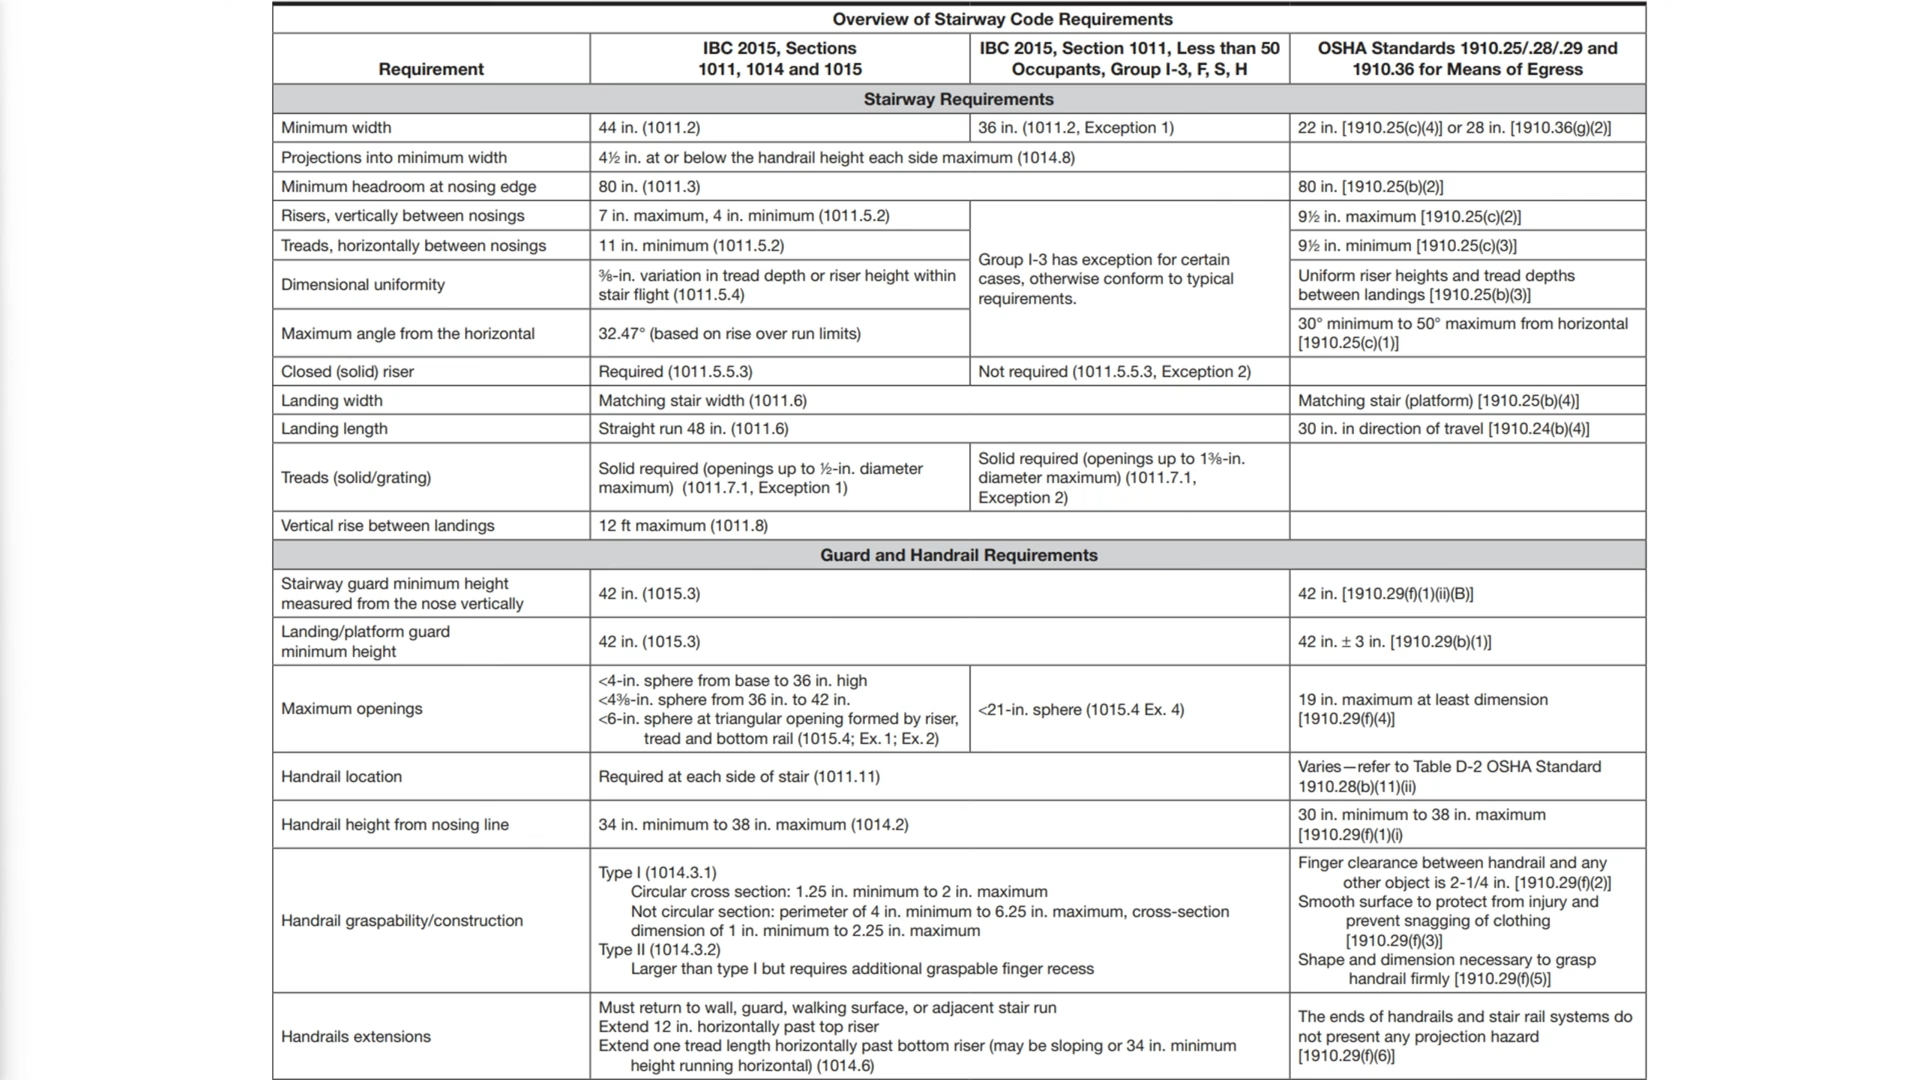 Overview of Stairway Code Requirements
Requirement
IBC 2015, Sections
1011, 1014 and 1015
IBC 2015, Section 1011, Less than 50
Occupants, Group I-3, F, S, H
OSHA Standards 1910.25/.28/.29 and
1910.36 for Means of Egress
Stairway Requirements
Minimum width
44 in. (1011.2)
36 in. (1011.2, Exception 1)
22 in. [1910.25(c)(4)] or 28 in. [1910.36(g)(2)]
Projections into minimum width
4½ in. at or below the handrail height each side maximum (1014.8)
Minimum headroom at nosing edge
80 in. (1011.3)
80 in. [1910.25(b)(2)]
Risers, vertically between nosings
7 in. maximum, 4 in. minimum (1011.5.2)
Group I-3 has exception for certain
cases, otherwise conform to typical
requirements.
9½ in. maximum [1910.25(c)(2)]
Treads, horizontally between nosings
11 in. minimum (1011.5.2)
9½ in. minimum [1910.25(c)(3)]
Dimensional uniformity
⅜-in. variation in tread depth or riser height within
stair flight (1011.5.4)
Uniform riser heights and tread depths
between landings [1910.25(b)(3)]
Maximum angle from the horizontal
32.47° (based on rise over run limits)
30° minimum to 50° maximum from horizontal
[1910.25(c)(1)]
Closed (solid) riser
Required (1011.5.5.3)
Not required (1011.5.5.3, Exception 2)
Landing width
Matching stair width (1011.6)
Matching stair (platform) [1910.25(b)(4)]
Landing length
Straight run 48 in. (1011.6)
30 in. in direction of travel [1910.24(b)(4)]
Treads (solid/grating)
Solid required (openings up to ½-in. diameter
maximum) (1011.7.1, Exception 1)
Solid required (openings up to 1⅜-in.
diameter maximum) (1011.7.1,
Exception 2)
Vertical rise between landings
12 ft maximum (1011.8)
Guard and Handrail Requirements
Stairway guard minimum height
measured from the nose vertically
42 in. (1015.3)
42 in. [1910.29(f)(1)(ii)(B)]
Landing/platform guard
minimum height
42 in. (1015.3)
42 in. ± 3 in. [1910.29(b)(1)]
Maximum openings
<4-in. sphere from base to 36 in. high
<4⅜-in. sphere from 36 in. to 42 in.
<6-in. sphere at triangular opening formed by riser,
tread and bottom rail (1015.4; Ex. 1; Ex. 2)
<21-in. sphere (1015.4 Ex. 4)
19 in. maximum at least dimension
[1910.29(f)(4)]
Handrail location
Required at each side of stair (1011.11)
Varies—refer to Table D-2 OSHA Standard
1910.28(b)(11)(ii)
Handrail height from nosing line
34 in. minimum to 38 in. maximum (1014.2)
30 in. minimum to 38 in. maximum
[1910.29(f)(1)(i)
Handrail graspability/construction
Type I (1014.3.1)
Circular cross section: 1.25 in. minimum to 2 in. maximum
Not circular section: perimeter of 4 in. minimum to 6.25 in. maximum, cross-section
dimension of 1 in. minimum to 2.25 in. maximum
Type II (1014.3.2)
Larger than type I but requires additional graspable finger recess
Finger clearance between handrail and any
other object is 2-1/4 in. [1910.29(f)(2)]
Smooth surface to protect from injury and
prevent snagging of clothing
[1910.29(f)(3)]
Shape and dimension necessary to grasp
handrail firmly [1910.29(f)(5)]
Handrails extensions
Must return to wall, guard, walking surface, or adjacent stair run
Extend 12 in. horizontally past top riser
Extend one tread length horizontally past bottom riser (may be sloping or 34 in. minimum
height running horizontal) (1014.6)
The ends of handrails and stair rail systems do
not present any projection hazard
[1910.29(f)(6)]